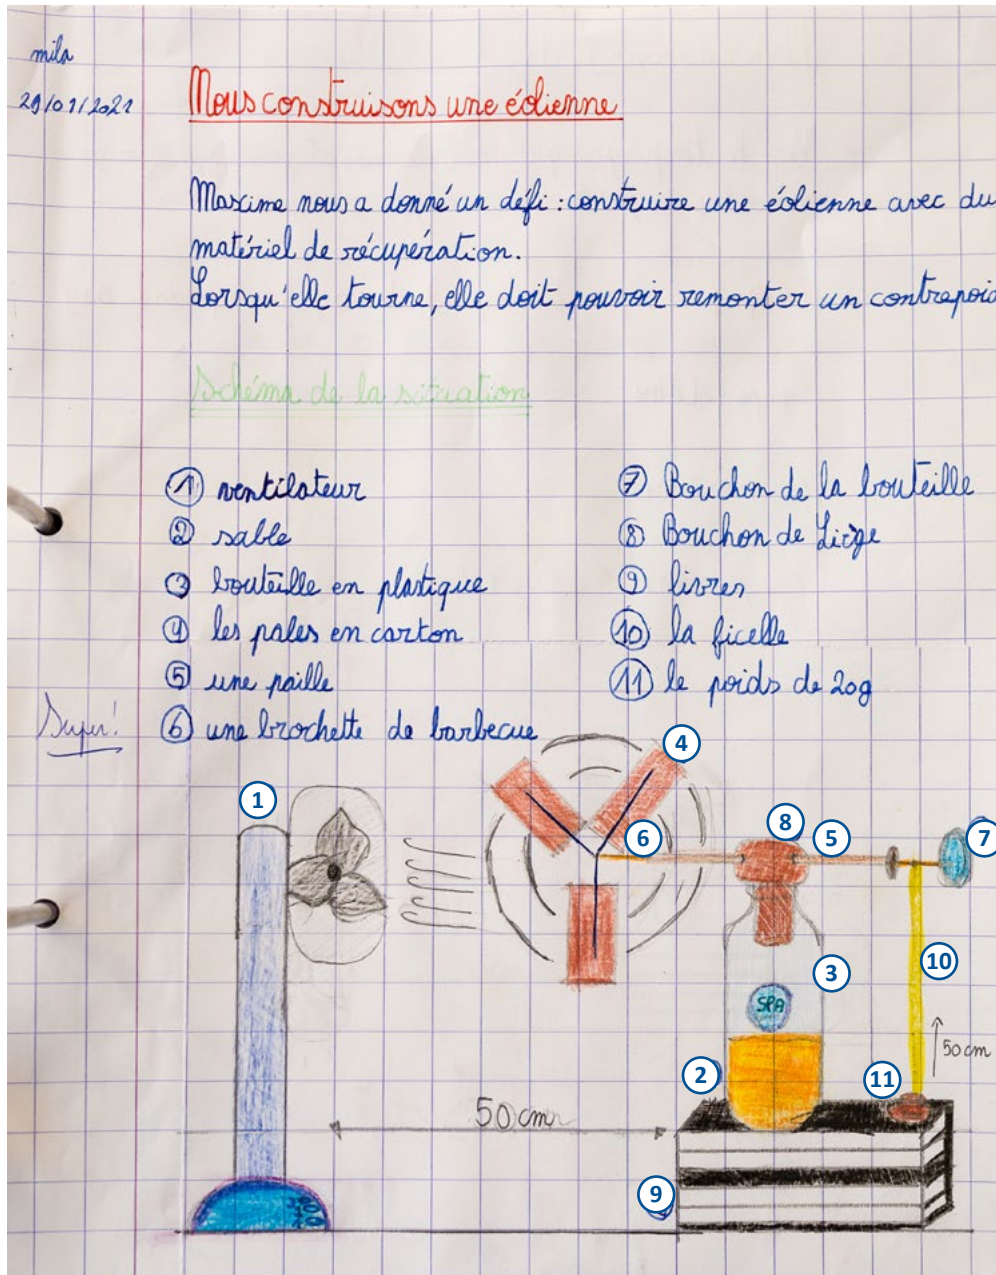 mila
29/01/2021
Nous construisons une éolienne
Maxime nous a donné un défi : construire une éolienne avec du
matériel de récupération.
Lorsqu'elle tourne, elle doit pouvoir remonter un contrepoid
Schéma de la situation
1 ventilateur
2 sable
3 bouteille en plastique
4 les pales en carton
5 une paille
6 une brochette de barbecue
7 Bouchon de la bouteille
8 Bouchon de Liège
9 livres
10 la ficelle
11 le poids de 20g
Super!
4
1
6
8
5
7
3
10
SPA
50 cm
2
11
50 cm
9